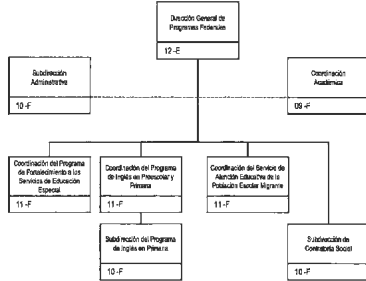 Dirección General de
Programas Federales
12 -E
Subdirección
Administrativa
10 -F
Coordinación
Académica
09 -F
Coordinación del Programa
de Fortalecimiento a los
Servicios de Educación
Especial
11 -F
Coordinación del Programa
de Inglés en Preescolar y
Primaria
11 -F
Coordinación del Servicio de
Atención Educativa de la
Población Escolar Migrante
11 -F
Subdirección del Programa
de Inglés en Primaria
10 -F
Subdirección de
Contraloría Social
10 -F